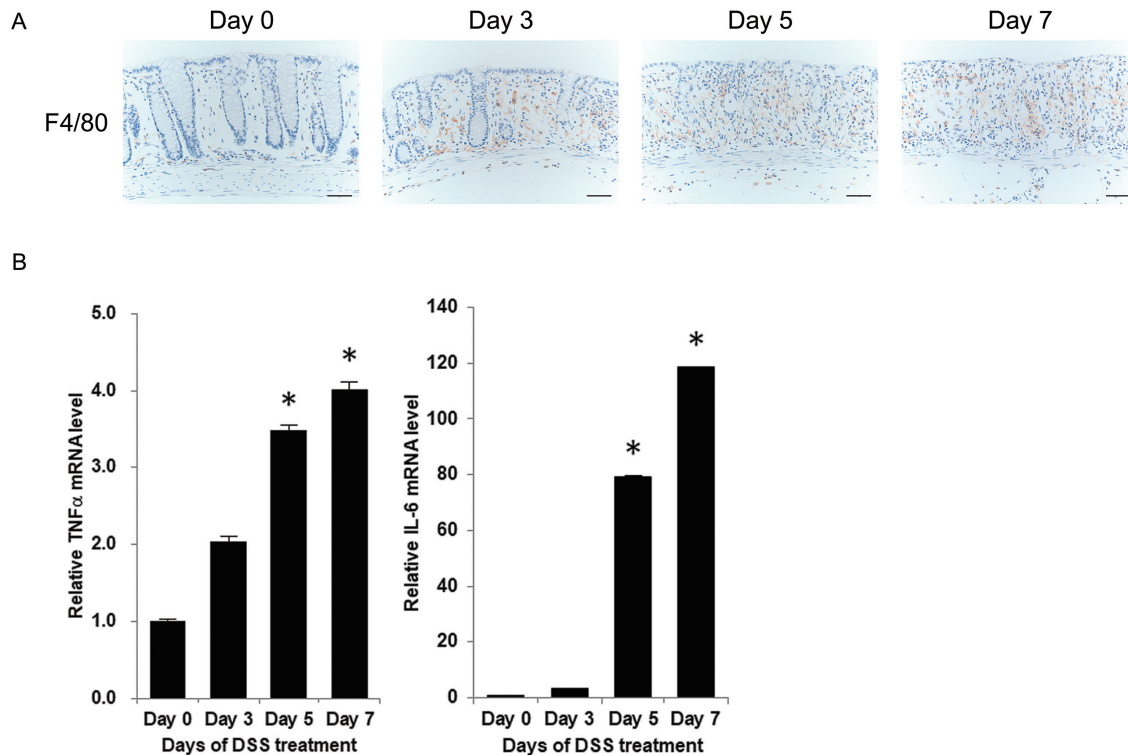 A
Day 0
Day 3
Day 5
Day 7
F4/80
B
Relative TNFα mRNA level
5.0
4.0
3.0
2.0
1.0
0.0
*
*
Day 0 Day 3 Day 5 Day 7
Days of DSS treatment
Relative IL-6 mRNA level
140
120
100
80
60
40
20
0
*
*
Day 0 Day 3 Day 5 Day 7
Days of DSS treatment